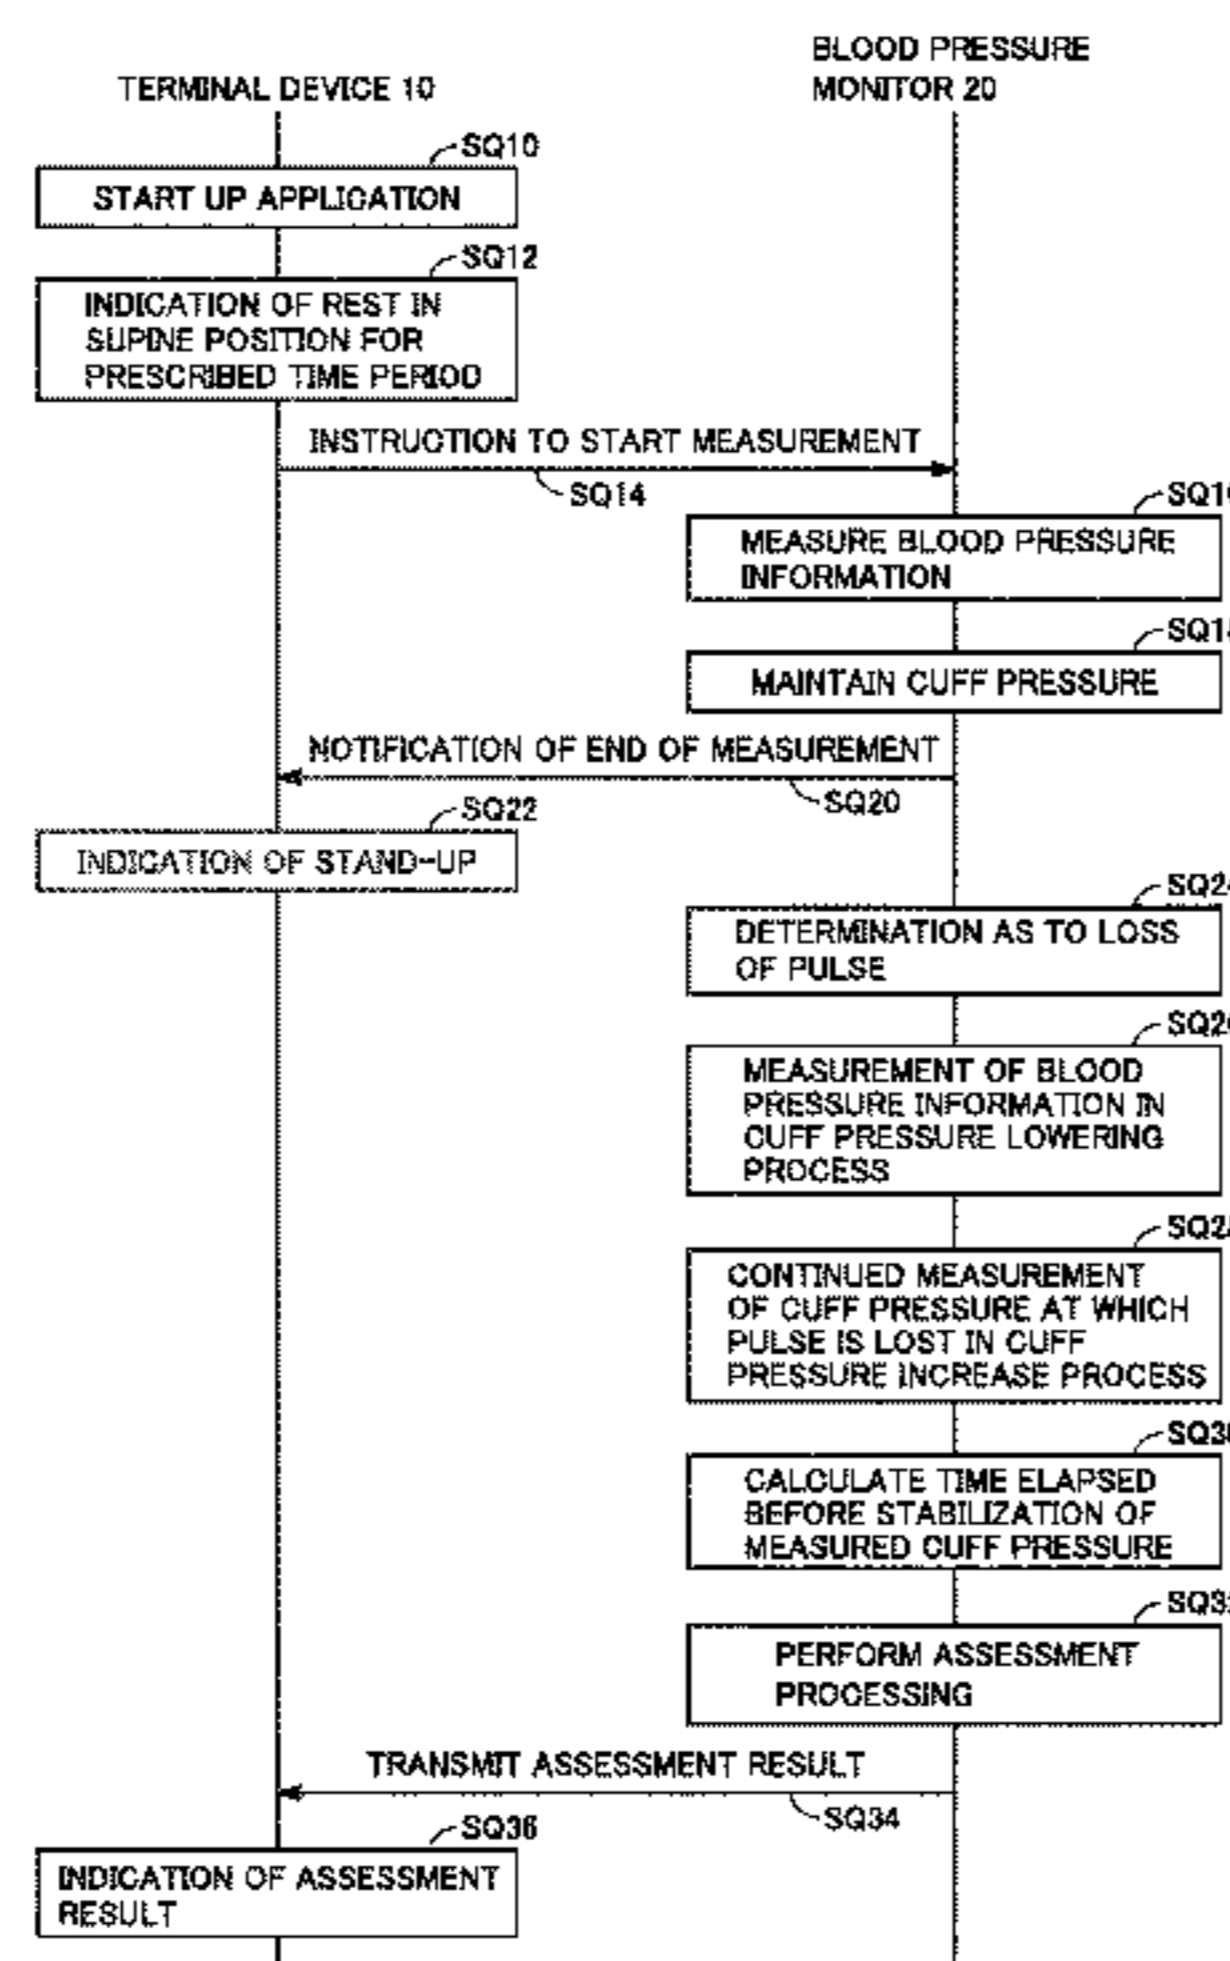 BLOOD PRESSURE
MONITOR 20
TERMINAL DEVICE 10
SQ10
START UP APPLICATION
SQ12
INDICATION OF REST IN
SUPINE POSITION FOR
PRESCRIBED TIME PERIOD
INSTRUCTION TO START MEASUREMENT
SQ14
MEASURE BLOOD PRESSURE
INFORMATION
MAINTAIN CUFF PRESSURE
NOTIFICATION OF END OF MEASUREMENT
SQ20
SQ22
INDICATION OF STAND-UP
DETERMINATION AS TO LOSS
OF PULSE
MEASUREMENT OF BLOOD
PRESSURE INFORMATION IN
CUFF PRESSURE LOWERING
PROCESS
CONTINUED MEASUREMENT
OF CUFF PRESSURE AT WHICH
PULSE IS LOST IN CUFF
PRESSURE INCREASE PROCESS
CALCULATE TIME ELAPSED
BEFORE STABILIZATION OF
MEASURED CUFF PRESSURE
PERFORM ASSESSMENT
PROCESSING
TRANSMIT ASSESSMENT RESULT
SQ34
SQ36
INDICATION OF ASSESSMENT
RESULT